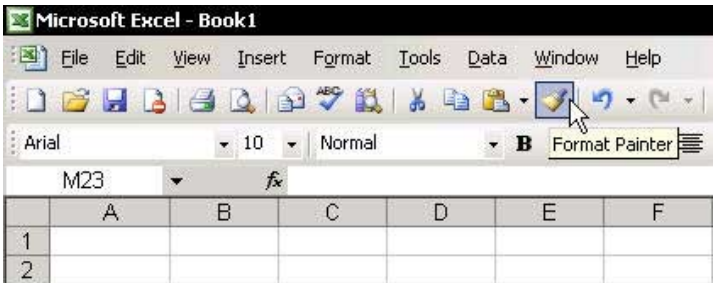 Microsoft Excel - Book1
File Edit View Insert Format Tools Data Window Help
ABC
Arial 10 Normal B Format Painter
M23 fx
A B C D E F
1
2